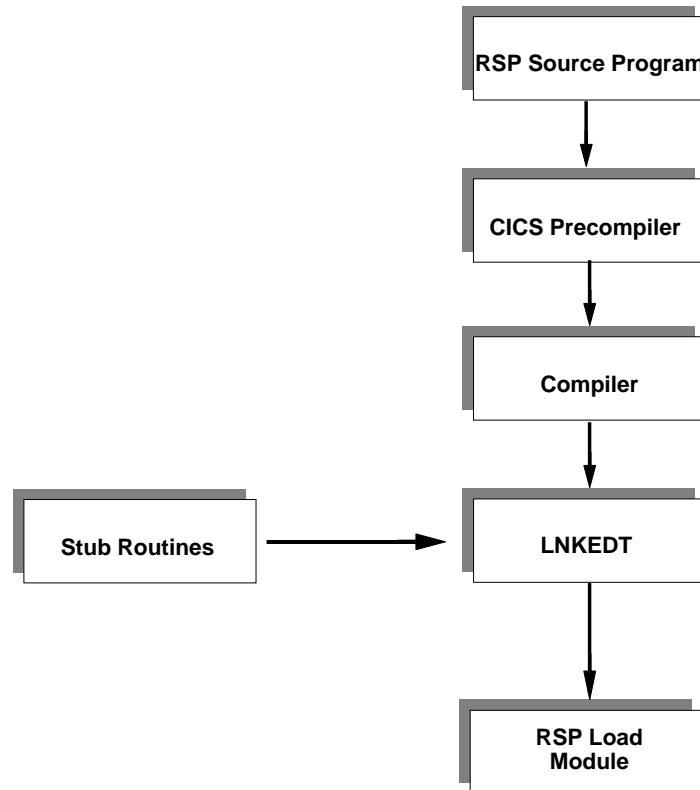 RSP Source Program
CICS Precompiler
Compiler
Stub Routines
LNKEDT
RSP Load
Module